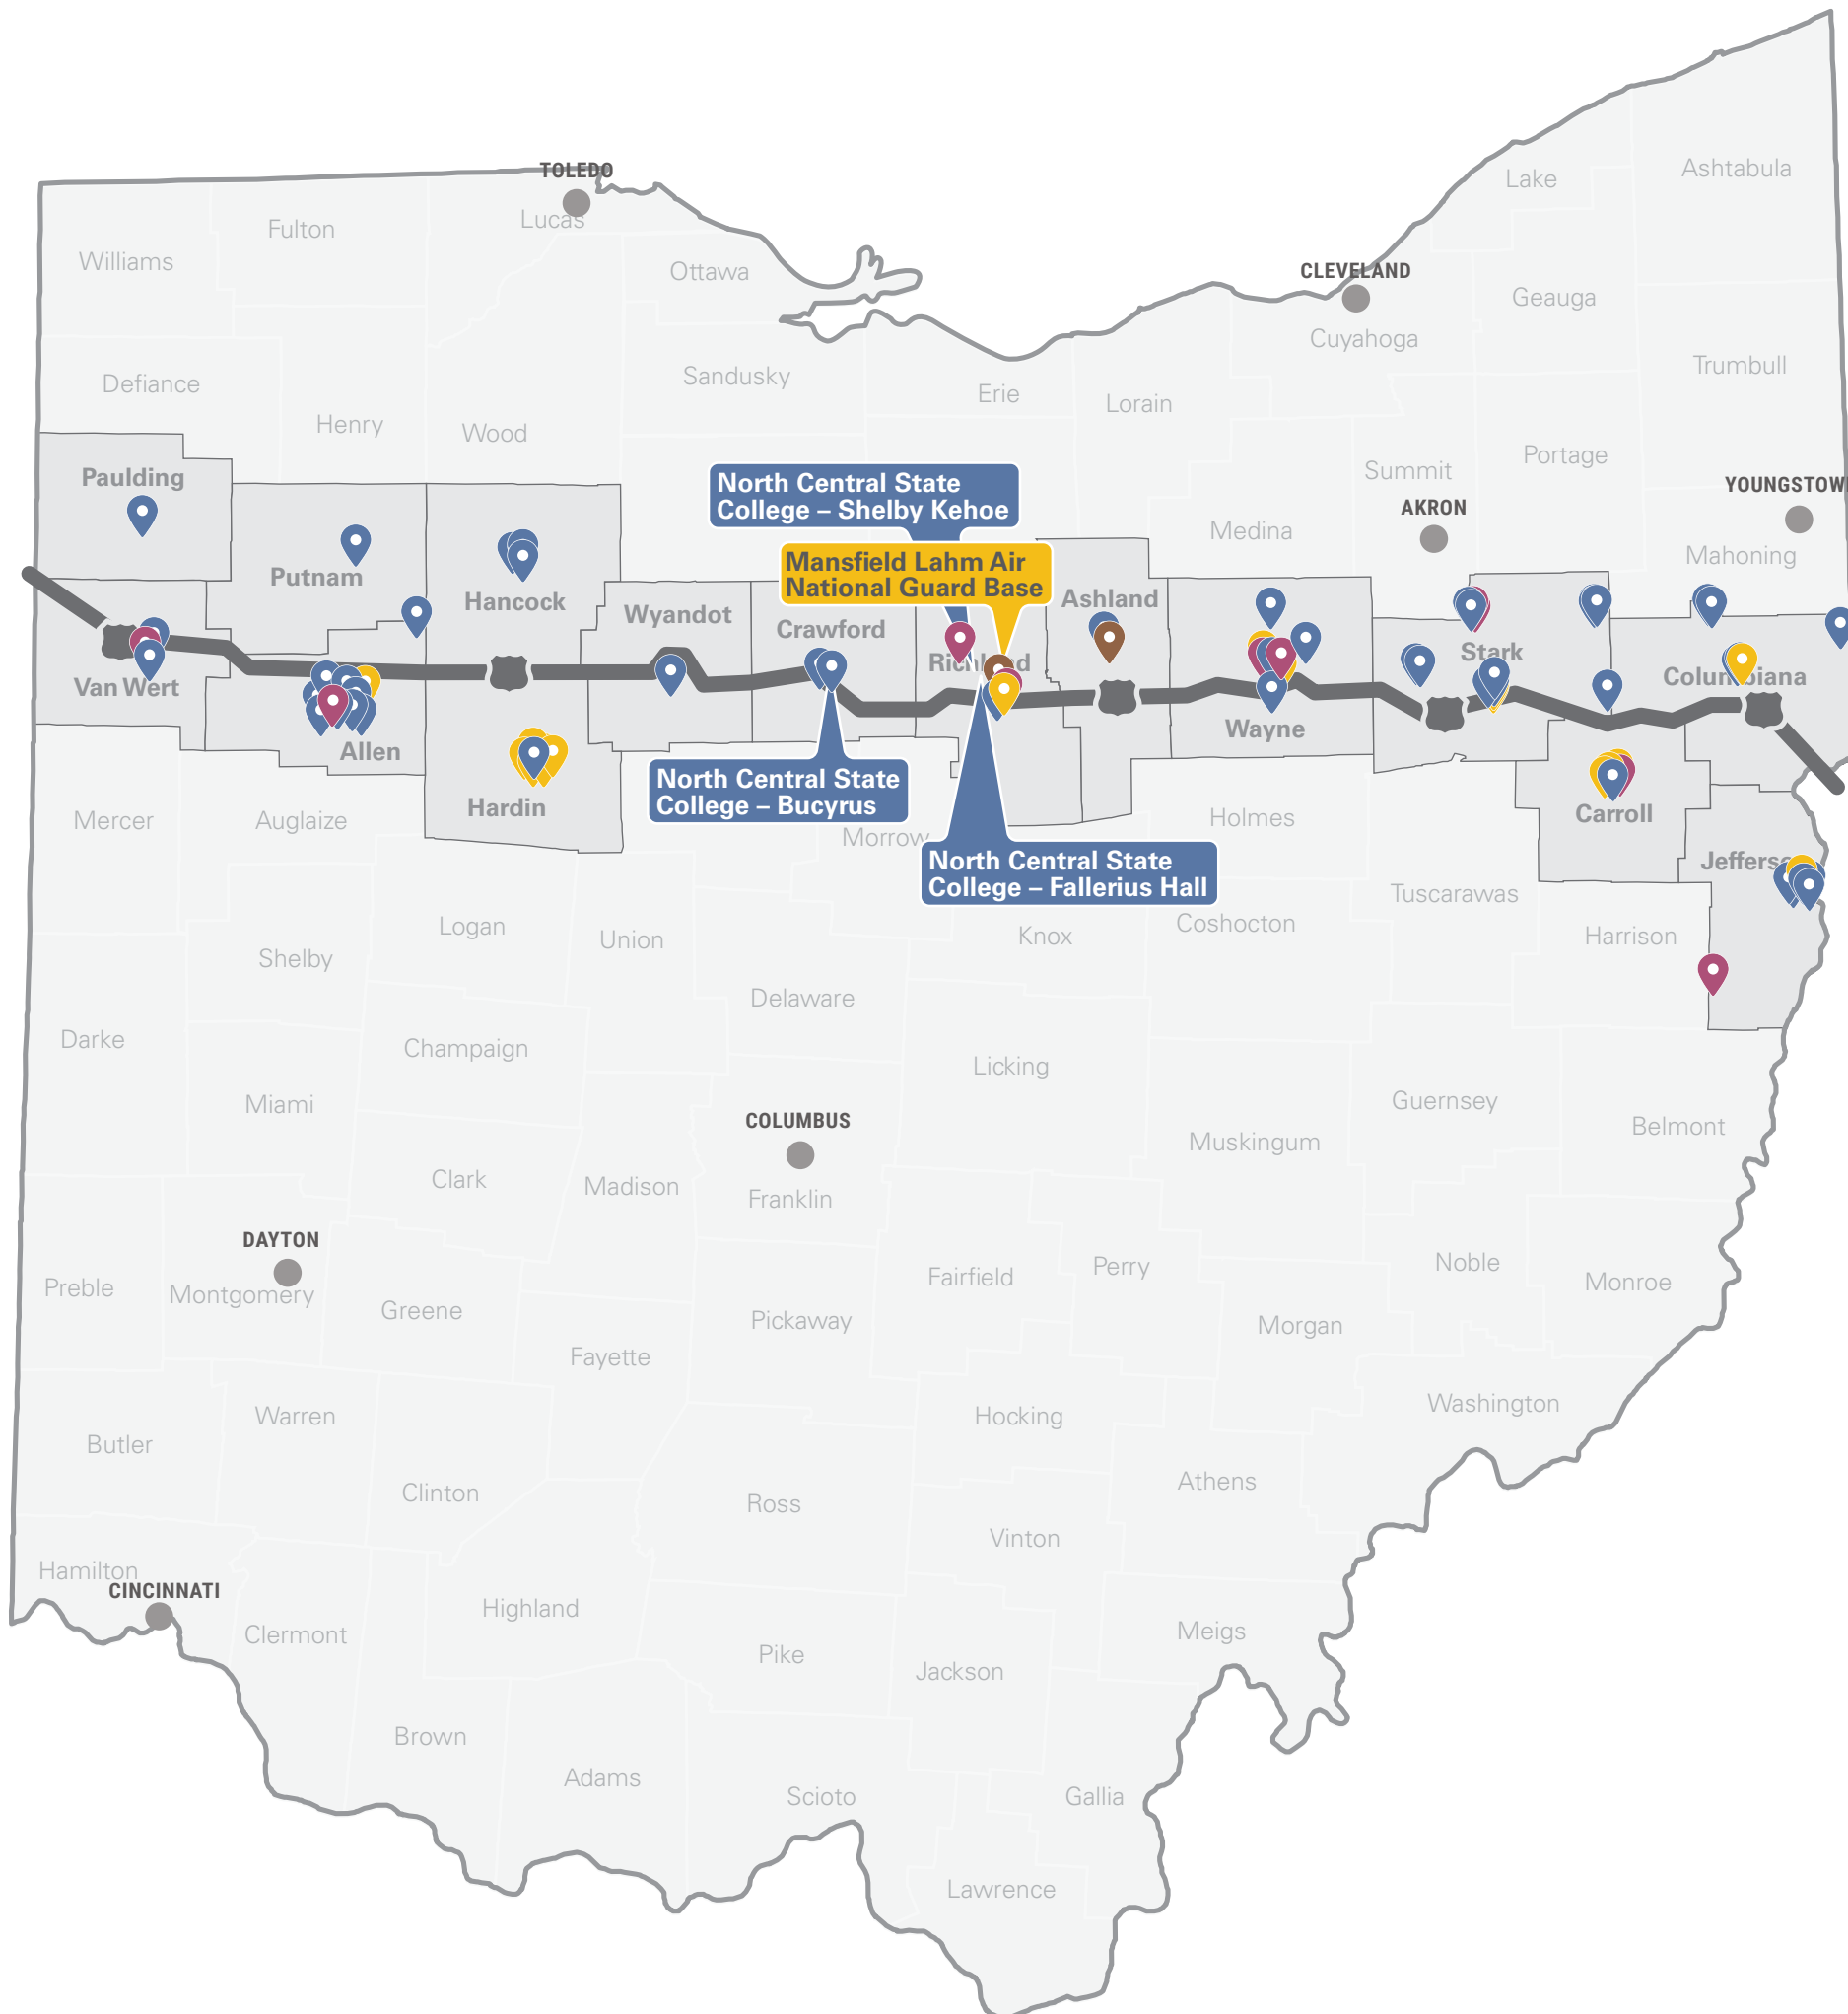 Lake
Ashtabula
TOLEDO
Lucas
Fulton
Williams
Ottawa
CLEVELAND
Geauga
Cuyahoga
Trumbull
Defiance
Sandusky
Erie
Lorain
Henry
Wood
Portage
Summit
Paulding
North Central State
College – Shelby Kehoe
YOUNGSTOW
AKRON
Medina
Mahoning
Mansfield Lahm Air
National Guard Base
Putnam
Hancock
Wyandot
Ashland
Crawford
Stark
Columbiana
Van Wert
Wayne
Allen
North Central State
College – Bucyrus
Hardin
Carroll
Mercer
Auglaize
Holmes
Morrow
North Central State
College – Fallerius Hall
Jefferso
Tuscarawas
Logan
Union
Knox
Coshocton
Harrison
Shelby
Delaware
Darke
Champaign
Licking
Miami
Guernsey
Belmont
COLUMBUS
Muskingum
Clark
Madison
Franklin
DAYTON
Preble
Montgomery
Greene
Fairfield
Perry
Noble
Monroe
Pickaway
Morgan
Fayette
Warren
Washington
Hocking
Butler
Clinton
Athens
Ross
Vinton
Hamilton
CINCINNATI
Highland
Clermont
Meigs
Pike
Jackson
Brown
Adams
Scioto
Gallia
Lawrence